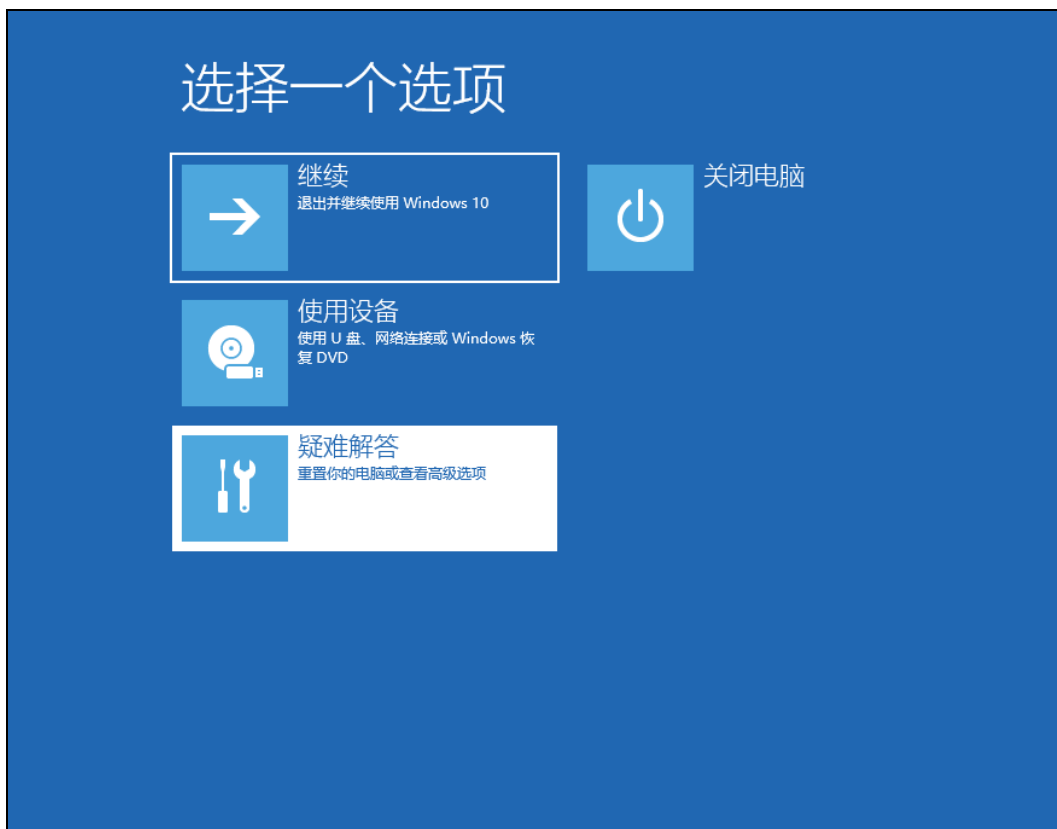 选择一个选项
继续
退出并继续使用 Windows 10
关闭电脑
使用设备
使用 U 盘、网络连接或 Windows 恢
复 DVD
疑难解答
重置你的电脑或查看高级选项